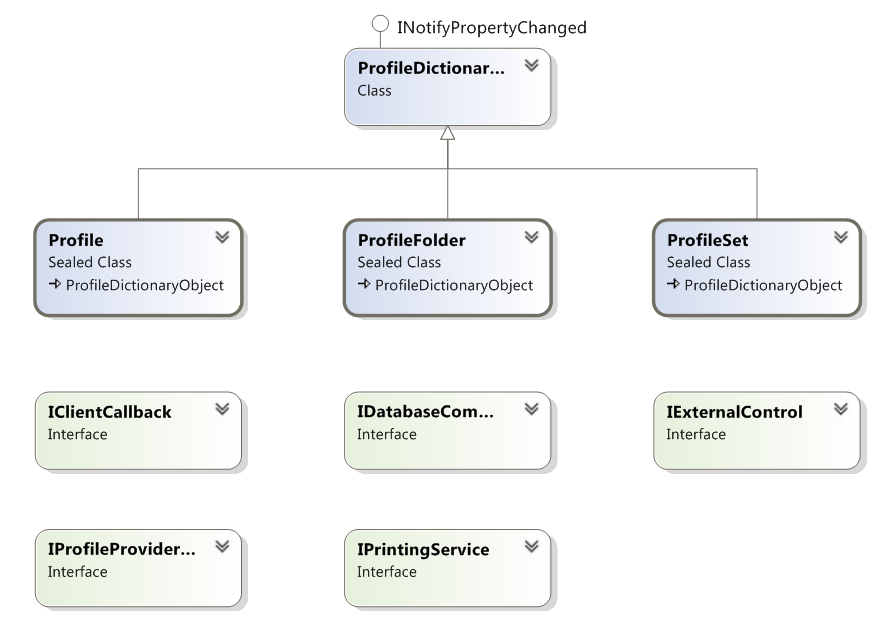 INotifyPropertyChanged
ProfileDictionar...
Class
Profile
Sealed Class
ProfileDictionaryObject
ProfileFolder
Sealed Class
ProfileDictionaryObject
ProfileSet
Sealed Class
ProfileDictionaryObject
IClientCallback
Interface
IDatabaseCom...
Interface
IExternalControl
Interface
IProfileProvider...
Interface
IPrintingService
Interface